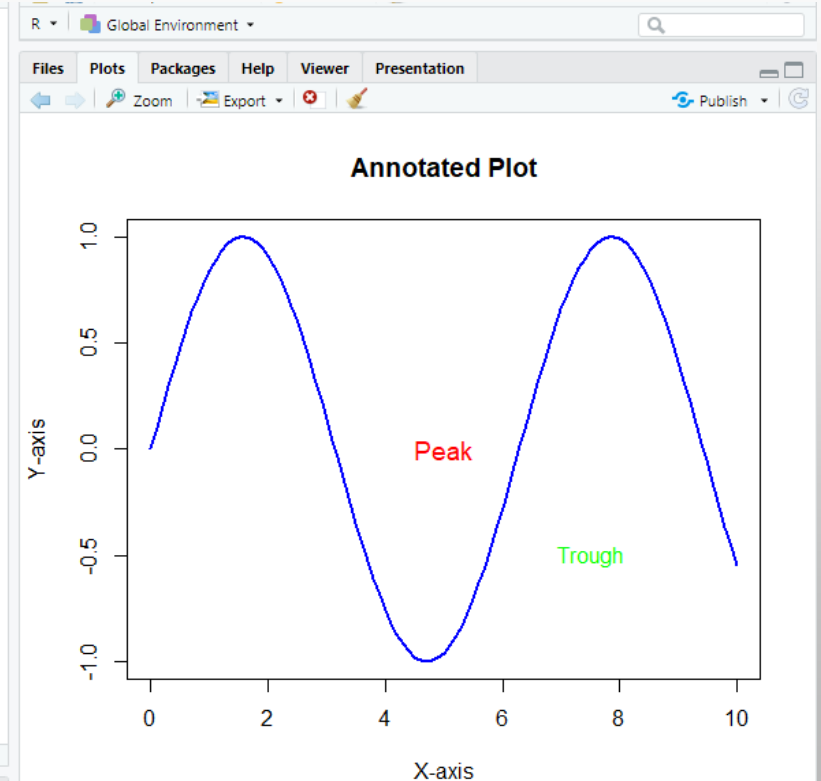 R Global Environment
Files Plots Packages Help Viewer Presentation
Zoom Export Publish
Annotated Plot
1.0
0.5
0.0
-0.5
-1.0
Y-axis
Peak
Trough
0 2 4 6 8 10
X-axis